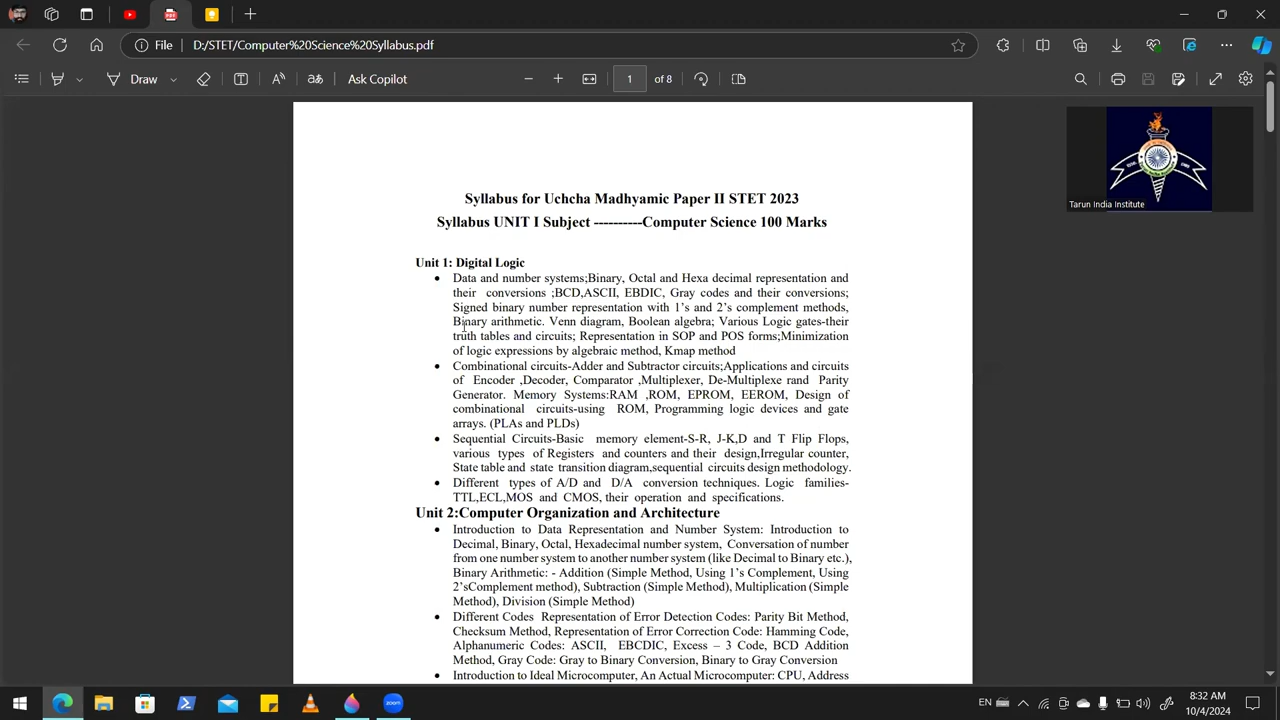 File D:/STET/Computer%20Science%20Syllabus.pdf
Draw Ask Copilot 1 of 8
Tarun India Institute
Syllabus for Uchcha Madhyamic Paper II STET 2023
Syllabus UNIT I Subject ----------Computer Science 100 Marks
Unit 1: Digital Logic
• Data and number systems;Binary, Octal and Hexa decimal representation and
their conversions ;BCD,ASCII, EBDIC, Gray codes and their conversions;
Signed binary number representation with 1's and 2's complement methods,
Binary arithmetic. Venn diagram, Boolean algebra; Various Logic gates-their
truth tables and circuits; Representation in SOP and POS forms;Minimization
of logic expressions by algebraic method, Kmap method
• Combinational circuits-Adder and Subtractor circuits;Applications and circuits
of Encoder ,Decoder, Comparator ,Multiplexer, De-Multiplexe rand Parity
Generator. Memory Systems:RAM ,ROM, EPROM, EEROM, Design of
combinational circuits-using ROM, Programming logic devices and gate
arrays. (PLAs and PLDs)
• Sequential Circuits-Basic memory element-S-R, J-K,D and T Flip Flops,
various types of Registers and counters and their design,Irregular counter,
State table and state transition diagram,sequential circuits design methodology.
• Different types of A/D and D/A conversion techniques. Logic families-
TTL,ECL,MOS and CMOS, their operation and specifications.
Unit 2:Computer Organization and Architecture
• Introduction to Data Representation and Number System: Introduction to
Decimal, Binary, Octal, Hexadecimal number system, Conversation of number
from one number system to another number system (like Decimal to Binary etc.),
Binary Arithmetic: - Addition (Simple Method, Using 1's Complement, Using
2'sComplement method), Subtraction (Simple Method), Multiplication (Simple
Method), Division (Simple Method)
• Different Codes Representation of Error Detection Codes: Parity Bit Method,
Checksum Method, Representation of Error Correction Code: Hamming Code,
Alphanumeric Codes: ASCII, EBCDIC, Excess – 3 Code, BCD Addition
Method, Gray Code: Gray to Binary Conversion, Binary to Gray Conversion
• Introduction to Ideal Microcomputer, An Actual Microcomputer: CPU, Address
zoom
EN
8:32 AM
10/4/2024